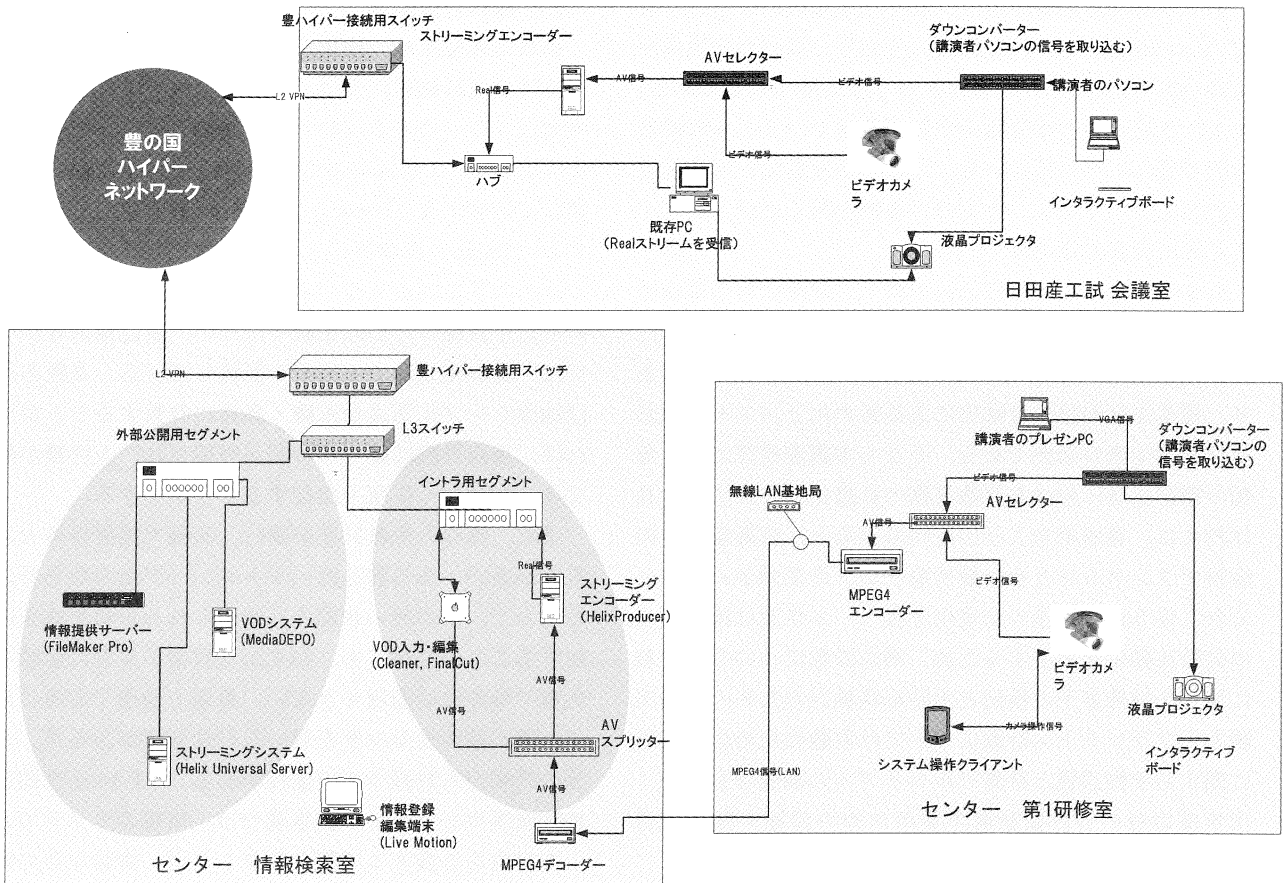 豊ハイパー接続用スイッチ
ストリーミングエンコーダー
AVセレクター
ダウンコンバーター
(講演者パソコンの信号を取り込む)
AV信号
ビデオ信号
講演者のパソコン
L2 VPN
Real信号
豊の国
ハイパー
ネットワーク
ビデオ信号
ハブ
ビデオカメ
ラ
インタラクティブボード
既存PC
(Realストリームを受信)
液晶プロジェクタ
日田産工試 会議室
L2 VPN
豊ハイパー接続用スイッチ
外部公開用セグメント
L3スイッチ
イントラ用セグメント
Real信号
ストリーミング
エンコーダー
(HelixProducer)
情報提供サーバー
(FileMaker Pro)
VODシステム
(MediaDEPO)
VOD入力・編集
(Cleaner, FinalCut)
AV信号
AV信号
AV
スプリッター
ストリーミングシステム
(Helix Universal Server)
AV信号
情報登録
編集端末
(Live Motion)
MPEG4デコーダー
センター 情報検索室
VGA信号
講演者のプレゼンPC
ダウンコンバーター
(講演者パソコンの
信号を取り込む)
ビデオ信号
無線LAN基地局
AVセレクター
AV信号
MPEG4
エンコーダー
ビデオ信号
ビデオカメ
ラ
液晶プロジェクタ
カメラ操作信号
システム操作クライアント
インタラクティブ
ボード
MPEG4信号(LAN)
センター 第1研修室